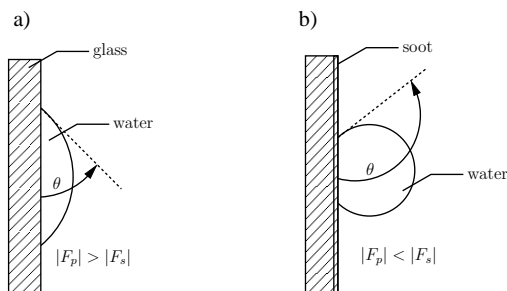 a)
glass
water
θ
|F_p| > |F_s|
b)
soot
θ
water
|F_p| < |F_s|